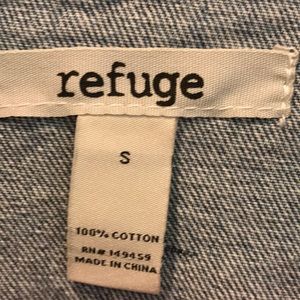 refuge
S
100% COTTON
RN# 149459
MADE IN CHINA